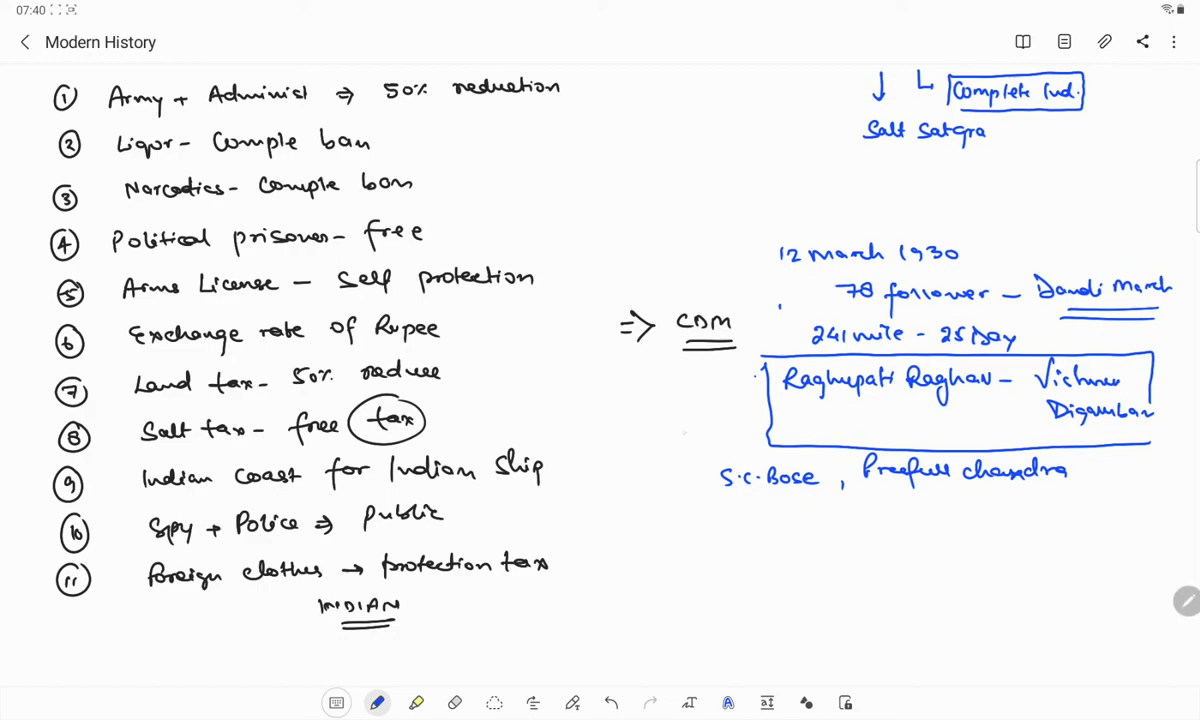 07:40
Modern History
① Army + Administ ⇒ 50% reduction
② Liqor - Comple ban
③ Narcodics - Comple ban
④ Political prisoner - free
⑤ Arms License - Self protection
⑥ Exchange rate of Rupee
⑦ Land tax - 50% reduce
⑧ Salt tax - free tax
⑨ Indian coast for Indian Ship
⑩ Spy + Police ⇒ public
⑪ foreign clothes → protection tax
INDIAN
⇒ CDM
↓ ↳ Complete Ind.
Salt Satgra
12 march 1930
78 follower - Dandi March
241 mile - 25 Day
Raghupati Raghav - Vishnu
Digambar
S.C. Bose , Prafull chandra